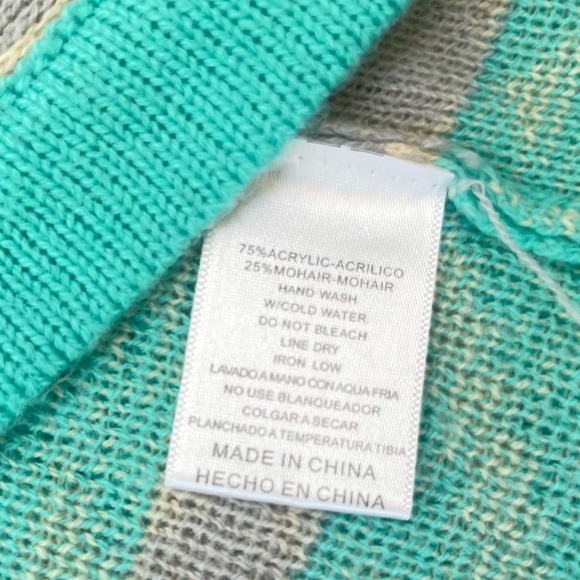 75%ACRYLIC-ACRILICO
25%MOHAIR-MOHAIR
HAND WASH
W/COLD WATER
DO NOT BLEACH
LINE DRY
IRON LOW
LAVADO A MANO CON AQUA FRIA
NO USE BLANQUEADOR
COLGAR A SECAR
PLANCHADO A TEMPERATURA TIBIA
MADE IN CHINA
HECHO EN CHINA